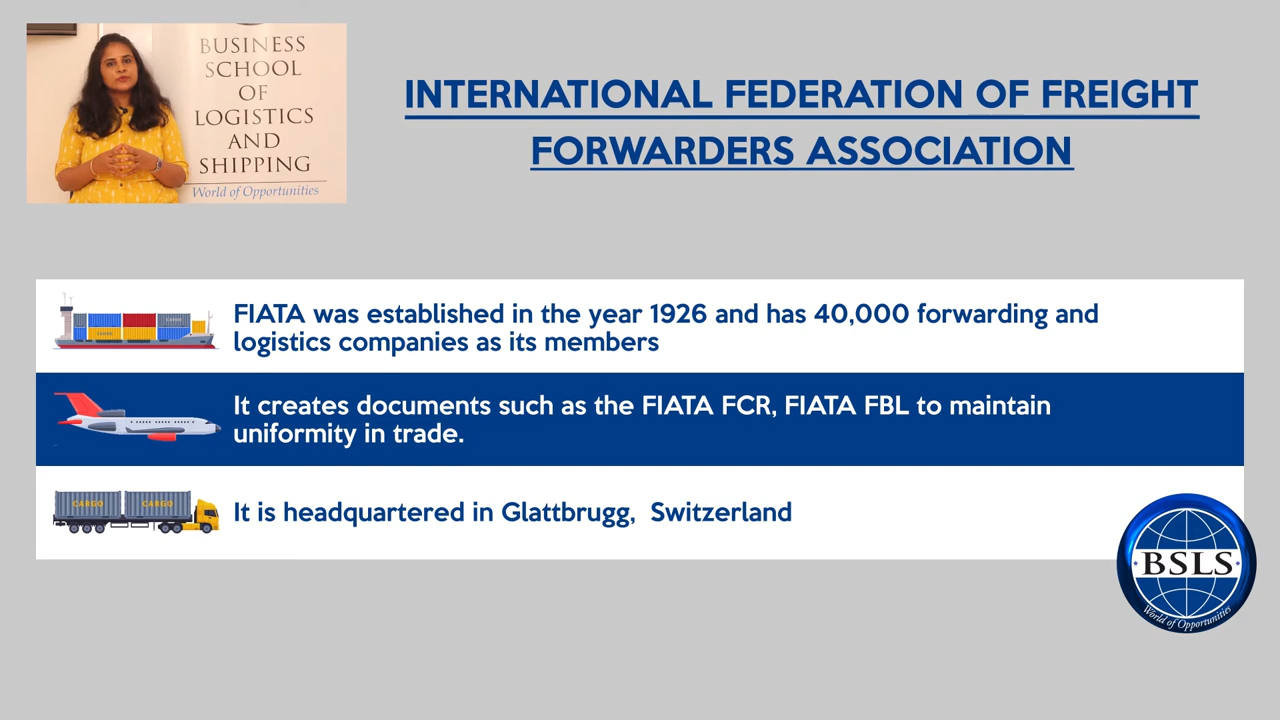 BUSINESS
SCHOOL
OF
LOGISTICS
AND
SHIPPING
World of Opportunities
INTERNATIONAL FEDERATION OF FREIGHT
FORWARDERS ASSOCIATION
FIATA was established in the year 1926 and has 40,000 forwarding and
logistics companies as its members
It creates documents such as the FIATA FCR, FIATA FBL to maintain
uniformity in trade.
CARGO CARGO
It is headquartered in Glattbrugg, Switzerland
BSLS
World of Opportunities